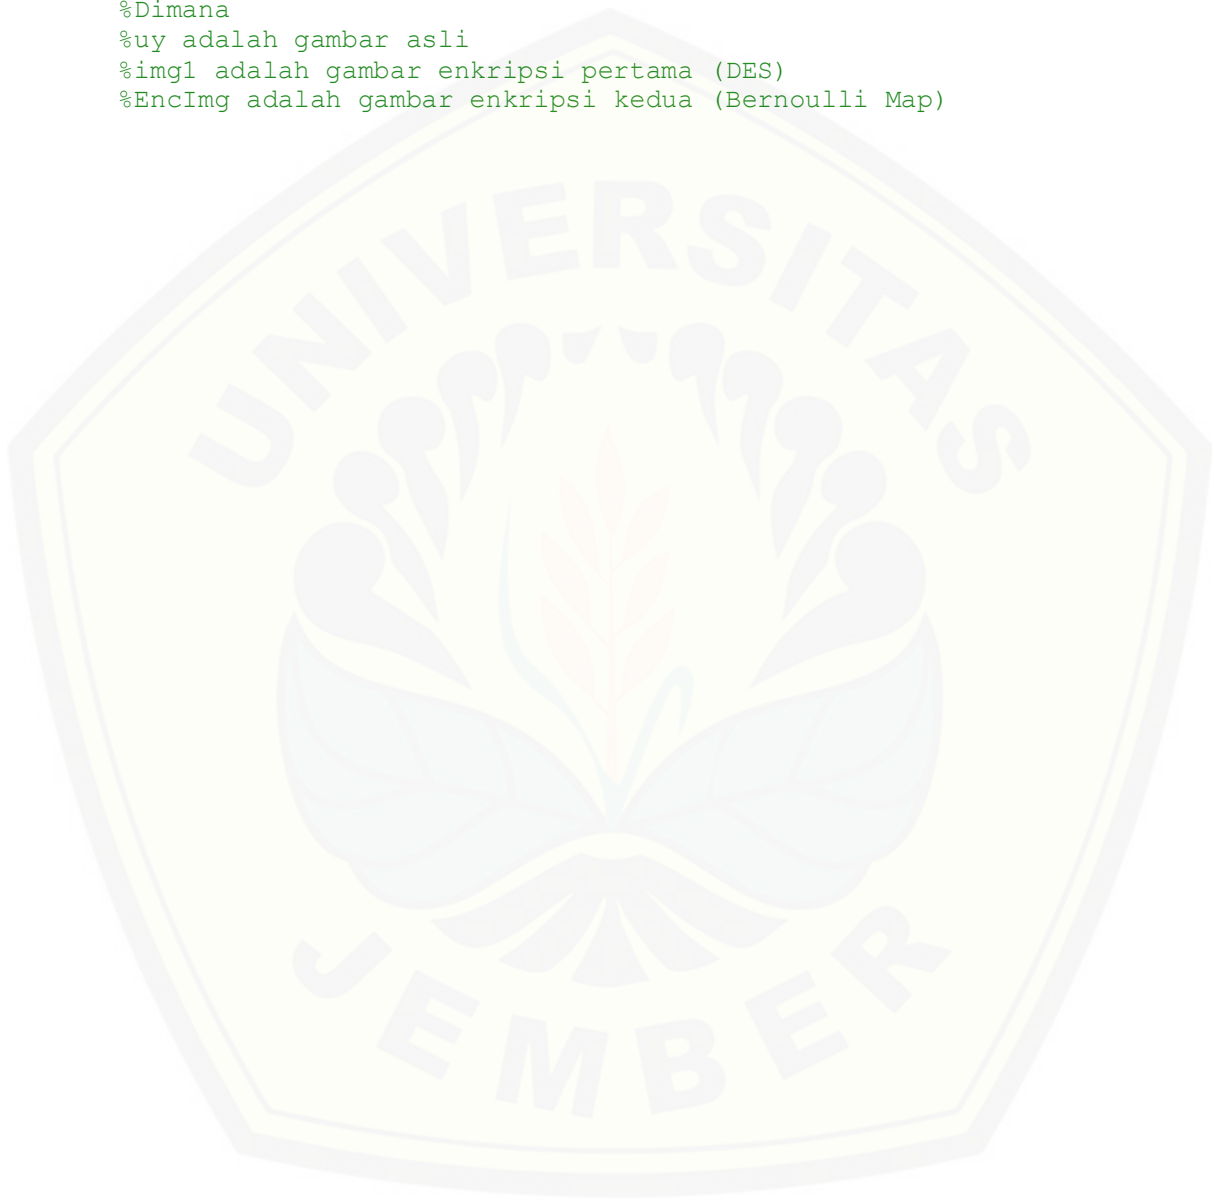 %Dimana
%uy adalah gambar asli
%img1 adalah gambar enkripsi pertama (DES)
%EncImg adalah gambar enkripsi kedua (Bernoulli Map)
UNIVERSITAS
JEMBER